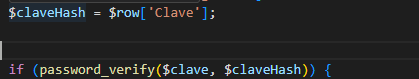 $claveHash = $row['Clave'];
if (password_verify($clave, $claveHash)) {